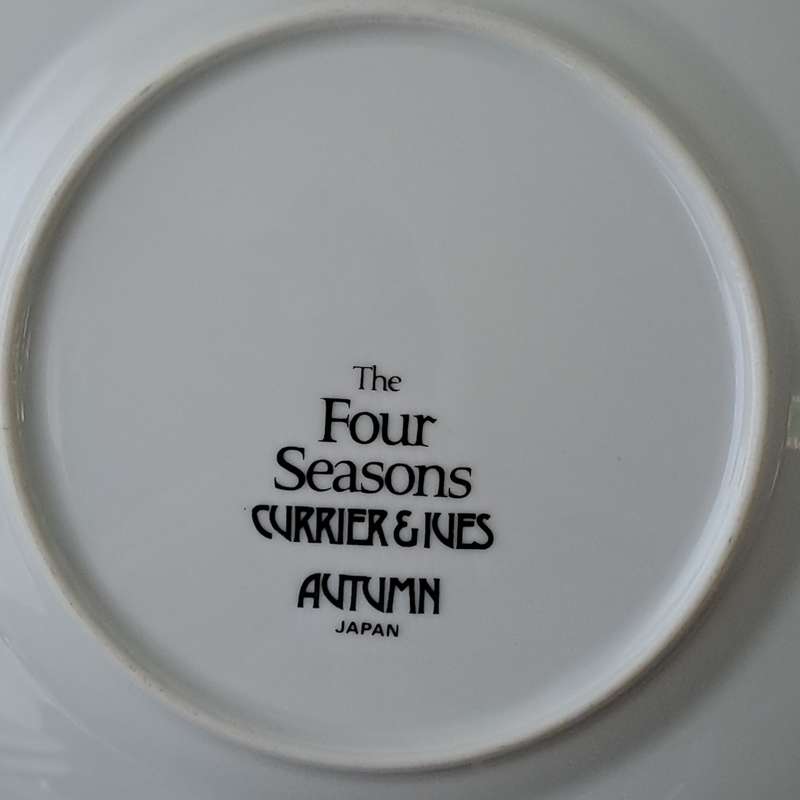 The
Four
Seasons
CURRIER & IVES
AUTUMN
JAPAN